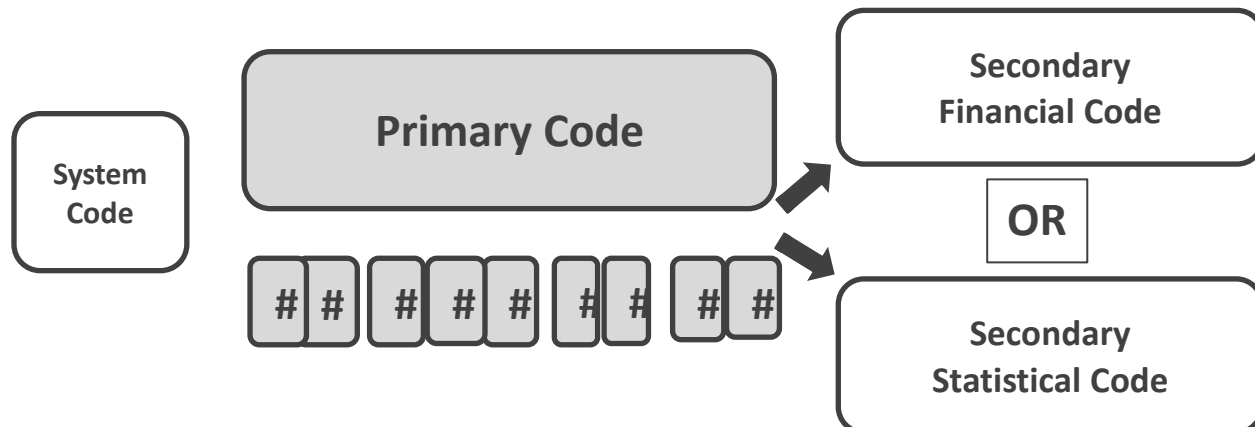 System
Code
Primary Code
# # # # # # # # #
Secondary
Financial Code
OR
Secondary
Statistical Code